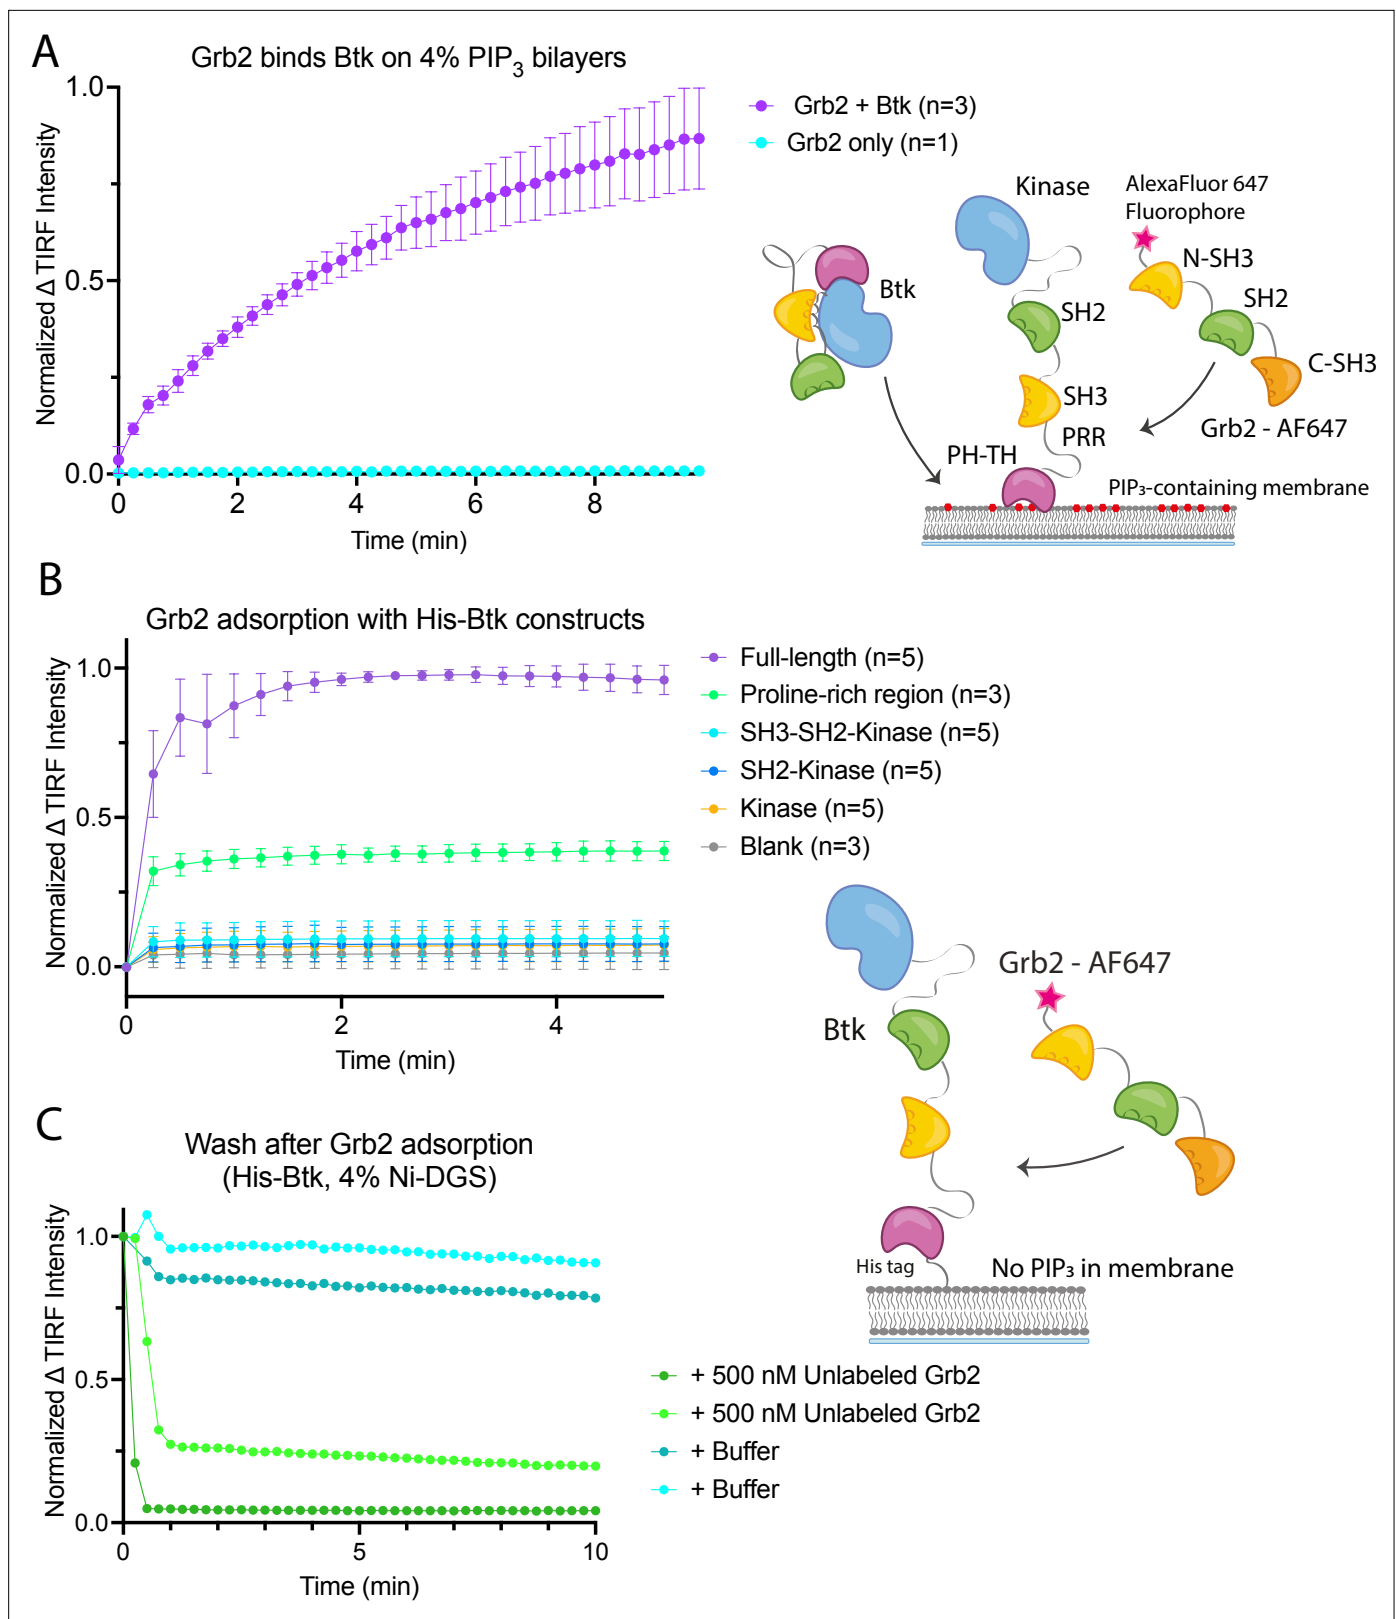 A
Grb2 binds Btk on 4% PIP₃ bilayers
Normalized Δ TIRF Intensity
1.0
0.5
0.0
0 2 4 6 8
Time (min)
Grb2 + Btk (n=3)
Grb2 only (n=1)
Kinase
AlexaFluor 647
Fluorophore
N-SH3
Btk
SH2
SH2
C-SH3
SH3
PRR
Grb2 - AF647
PH-TH
PIP₃-containing membrane
B
Grb2 adsorption with His-Btk constructs
Normalized Δ TIRF Intensity
1.0
0.5
0.0
0 2 4
Time (min)
Full-length (n=5)
Proline-rich region (n=3)
SH3-SH2-Kinase (n=5)
SH2-Kinase (n=5)
Kinase (n=5)
Blank (n=3)
Grb2 - AF647
Btk
His tag
No PIP₃ in membrane
C
Wash after Grb2 adsorption
(His-Btk, 4% Ni-DGS)
Normalized Δ TIRF Intensity
1.0
0.5
0.0
0 5 10
Time (min)
+ 500 nM Unlabeled Grb2
+ 500 nM Unlabeled Grb2
+ Buffer
+ Buffer